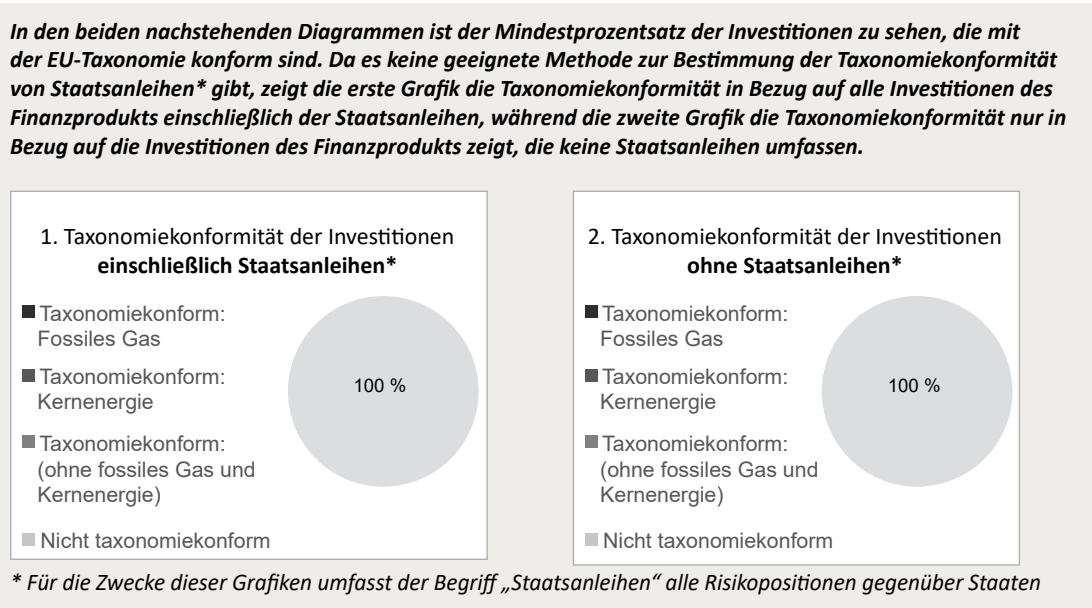 In den beiden nachstehenden Diagrammen ist der Mindestprozentsatz der Investitionen zu sehen, die mit
der EU-Taxonomie konform sind. Da es keine geeignete Methode zur Bestimmung der Taxonomiekonformität
von Staatsanleihen* gibt, zeigt die erste Grafik die Taxonomiekonformität in Bezug auf alle Investitionen des
Finanzprodukts einschließlich der Staatsanleihen, während die zweite Grafik die Taxonomiekonformität nur in
Bezug auf die Investitionen des Finanzprodukts zeigt, die keine Staatsanleihen umfassen.
1. Taxonomiekonformität der Investitionen
einschließlich Staatsanleihen*
Taxonomiekonform:
Fossiles Gas
Taxonomiekonform:
Kernenergie
Taxonomiekonform:
(ohne fossiles Gas und
Kernenergie)
Nicht taxonomiekonform
100 %
2. Taxonomiekonformität der Investitionen
ohne Staatsanleihen*
Taxonomiekonform:
Fossiles Gas
Taxonomiekonform:
Kernenergie
Taxonomiekonform:
(ohne fossiles Gas und
Kernenergie)
Nicht taxonomiekonform
100 %
* Für die Zwecke dieser Grafiken umfasst der Begriff „Staatsanleihen“ alle Risikopositionen gegenüber Staaten